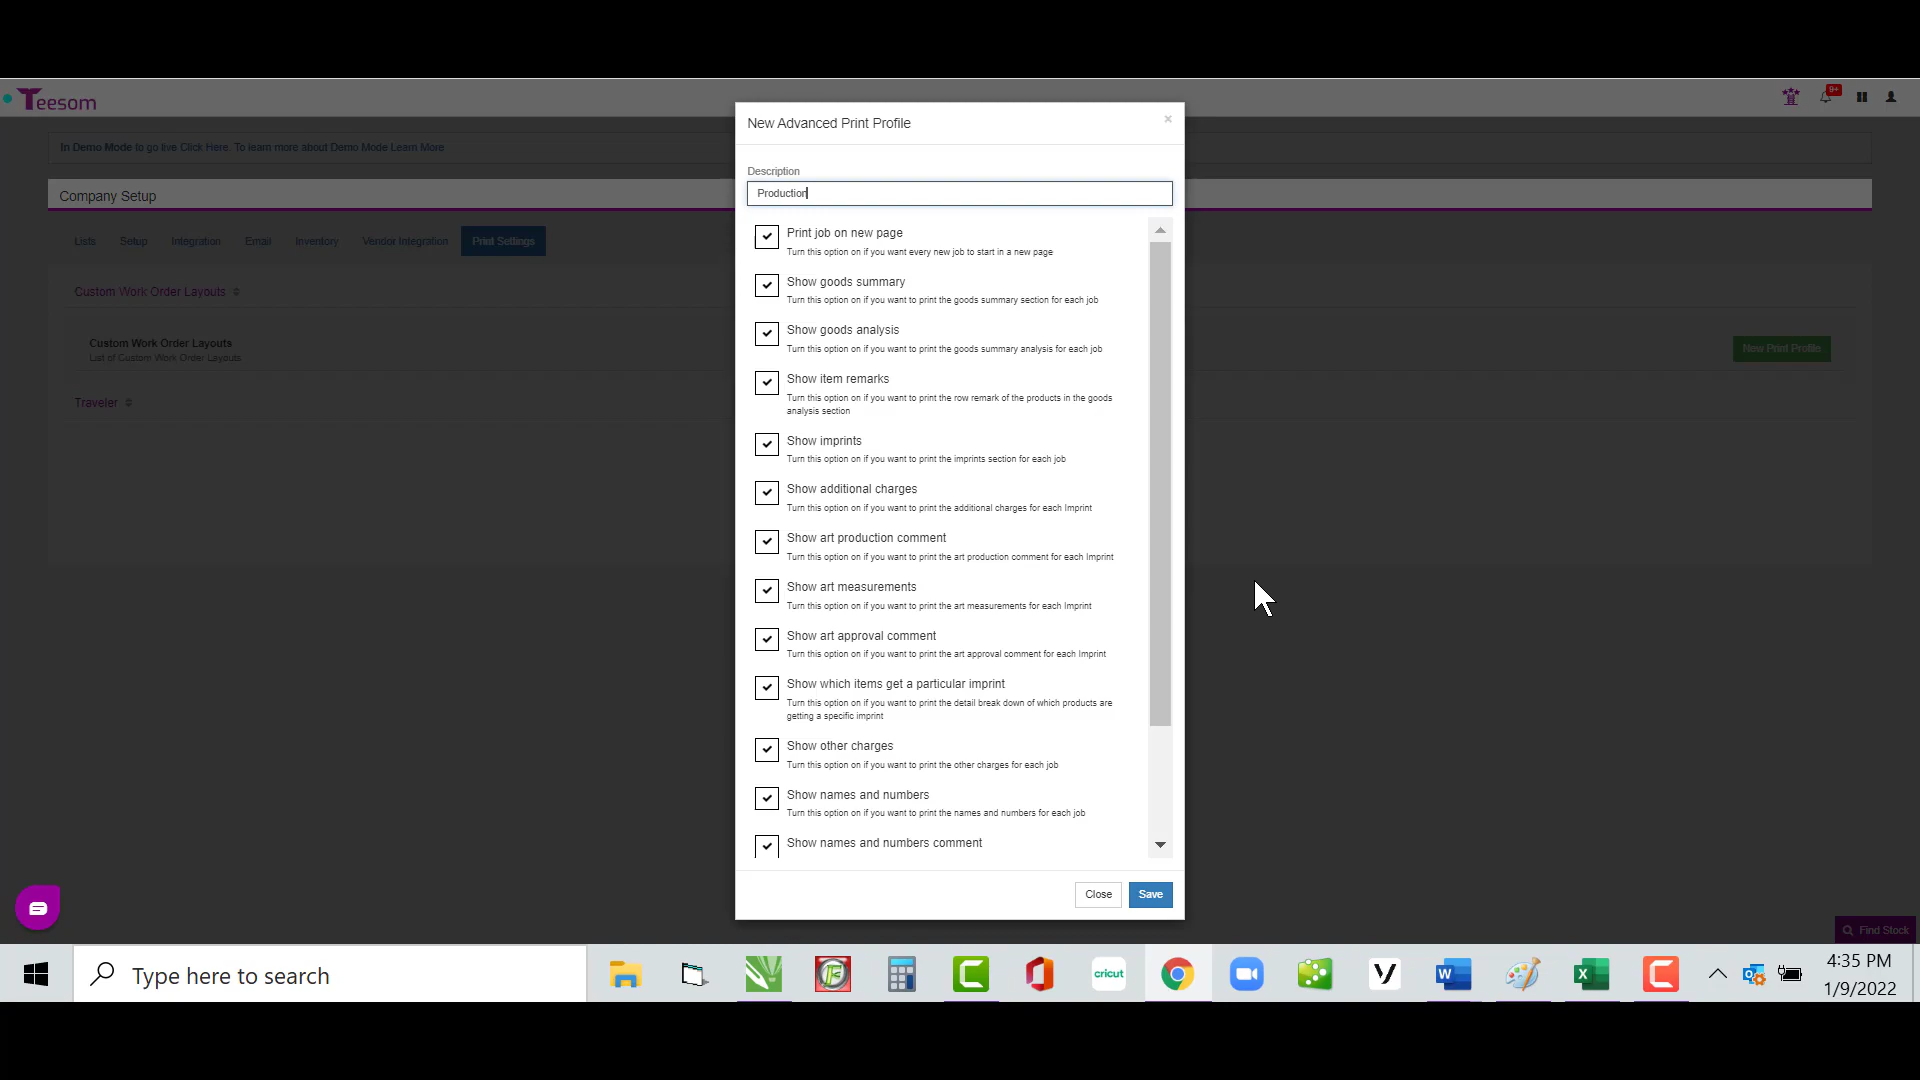 Teesom
9+
In Demo Mode to go live Click Here. To learn more about Demo Mode Learn More
Company Setup
Lists Setup Integration Email Inventory Vendor Integration Print Settings
Custom Work Order Layouts
Custom Work Order Layouts
List of Custom Work Order Layouts
New Print Profile
Traveler
New Advanced Print Profile
×
Description
Production
Print job on new page
Turn this option on if you want every new job to start in a new page
Show goods summary
Turn this option on if you want to print the goods summary section for each job
Show goods analysis
Turn this option on if you want to print the goods summary analysis for each job
Show item remarks
Turn this option on if you want to print the row remark of the products in the goods
analysis section
Show imprints
Turn this option on if you want to print the imprints section for each job
Show additional charges
Turn this option on if you want to print the additional charges for each Imprint
Show art production comment
Turn this option on if you want to print the art production comment for each Imprint
Show art measurements
Turn this option on if you want to print the art measurements for each Imprint
Show art approval comment
Turn this option on if you want to print the art approval comment for each Imprint
Show which items get a particular imprint
Turn this option on if you want to print the detail break down of which products are
getting a specific imprint
Show other charges
Turn this option on if you want to print the other charges for each job
Show names and numbers
Turn this option on if you want to print the names and numbers for each job
Show names and numbers comment
Close Save
Find Stock
Type here to search
cricut
4:35 PM
1/9/2022